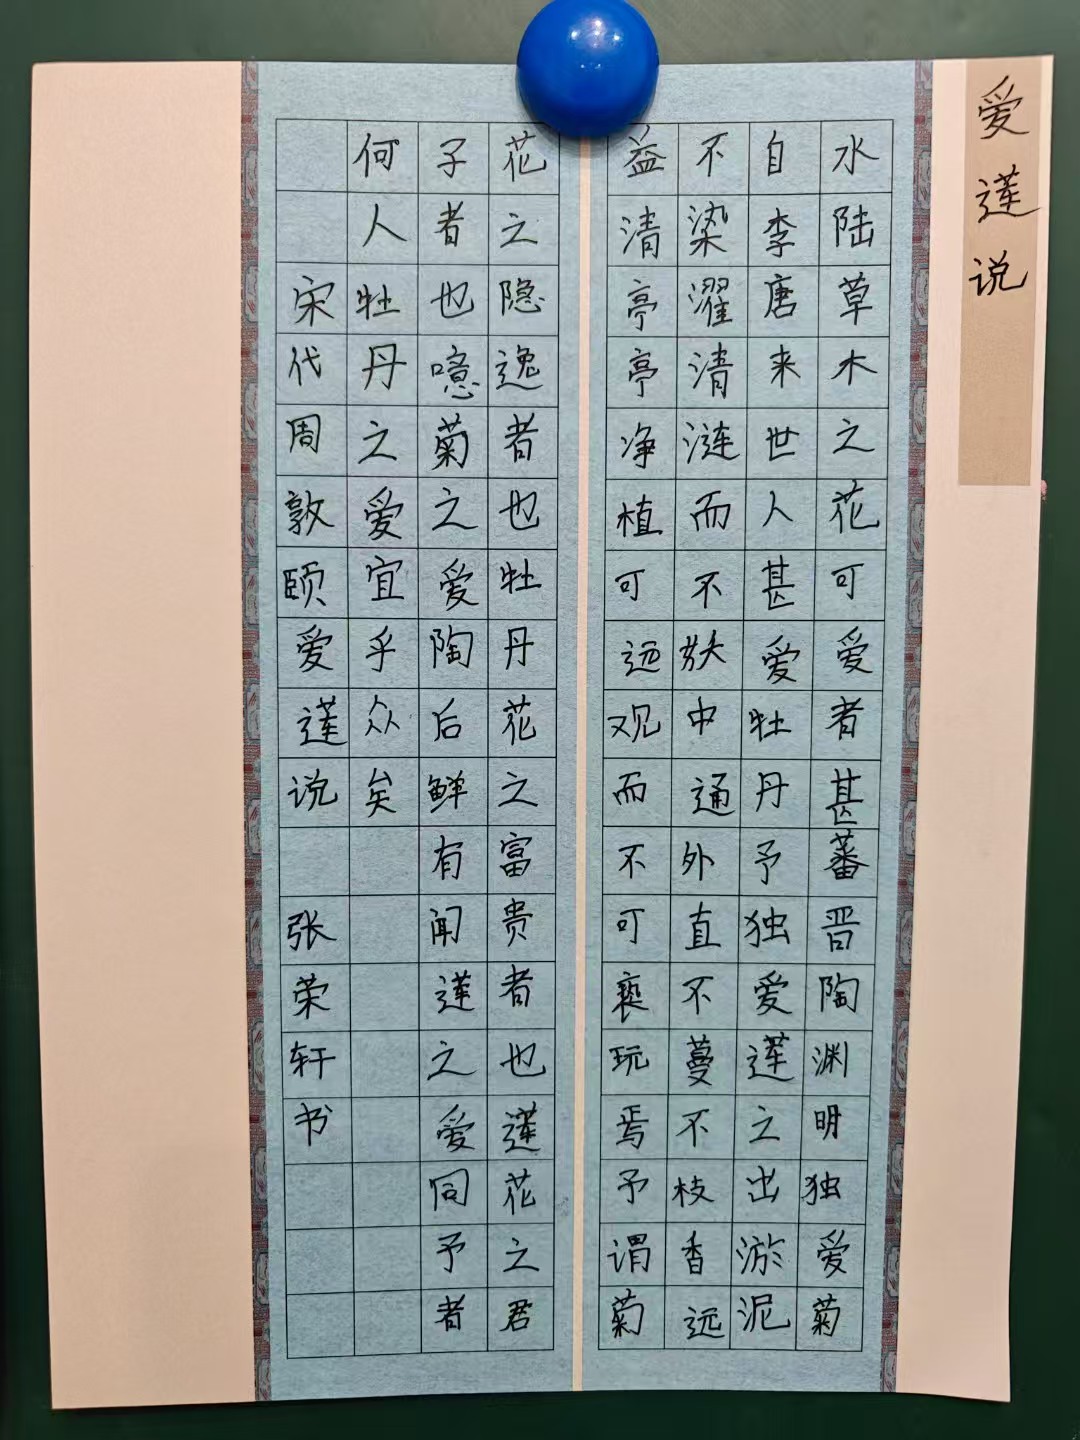 爱莲说
水陆草木之花可爱者甚蕃晋陶渊明独爱菊
自李唐来世人甚爱牡丹予独爱莲之出淤泥
不染濯清涟而不妖中通外直不蔓不枝香远
益清亭亭净植可远观而不可亵玩焉予谓菊
花之隐逸者也牡丹花之富贵者也莲花之君
子者也噫菊之爱陶后鲜有闻莲之爱同予者
何人牡丹之爱宜乎众矣
宋代周敦颐爱莲说 张荣轩书